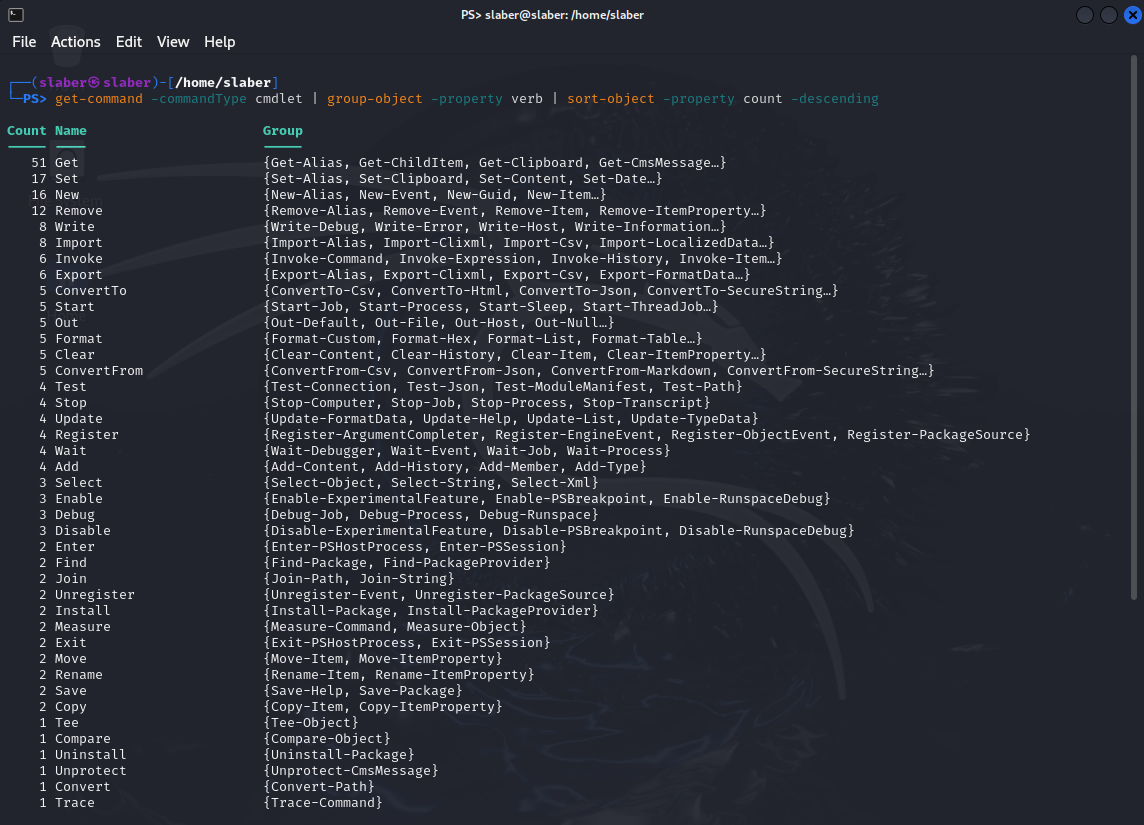 PS> slaber@slaber: /home/slaber
File Actions Edit View Help
┌──(slaber㉿slaber)-[/home/slaber]
└─PS> get-command -commandType cmdlet | group-object -property verb | sort-object -property count -descending
Count Name Group
51 Get {Get-Alias, Get-ChildItem, Get-Clipboard, Get-CmsMessage…}
17 Set {Set-Alias, Set-Clipboard, Set-Content, Set-Date…}
16 New {New-Alias, New-Event, New-Guid, New-Item…}
12 Remove {Remove-Alias, Remove-Event, Remove-Item, Remove-ItemProperty…}
8 Write {Write-Debug, Write-Error, Write-Host, Write-Information…}
8 Import {Import-Alias, Import-Clixml, Import-Csv, Import-LocalizedData…}
6 Invoke {Invoke-Command, Invoke-Expression, Invoke-History, Invoke-Item…}
6 Export {Export-Alias, Export-Clixml, Export-Csv, Export-FormatData…}
5 ConvertTo {ConvertTo-Csv, ConvertTo-Html, ConvertTo-Json, ConvertTo-SecureString…}
5 Start {Start-Job, Start-Process, Start-Sleep, Start-ThreadJob…}
5 Out {Out-Default, Out-File, Out-Host, Out-Null…}
5 Format {Format-Custom, Format-Hex, Format-List, Format-Table…}
5 Clear {Clear-Content, Clear-History, Clear-Item, Clear-ItemProperty…}
5 ConvertFrom {ConvertFrom-Csv, ConvertFrom-Json, ConvertFrom-Markdown, ConvertFrom-SecureString…}
4 Test {Test-Connection, Test-Json, Test-ModuleManifest, Test-Path}
4 Stop {Stop-Computer, Stop-Job, Stop-Process, Stop-Transcript}
4 Update {Update-FormatData, Update-Help, Update-List, Update-TypeData}
4 Register {Register-ArgumentCompleter, Register-EngineEvent, Register-ObjectEvent, Register-PackageSource}
4 Wait {Wait-Debugger, Wait-Event, Wait-Job, Wait-Process}
4 Add {Add-Content, Add-History, Add-Member, Add-Type}
3 Select {Select-Object, Select-String, Select-Xml}
3 Enable {Enable-ExperimentalFeature, Enable-PSBreakpoint, Enable-RunspaceDebug}
3 Debug {Debug-Job, Debug-Process, Debug-Runspace}
3 Disable {Disable-ExperimentalFeature, Disable-PSBreakpoint, Disable-RunspaceDebug}
2 Enter {Enter-PSHostProcess, Enter-PSSession}
2 Find {Find-Package, Find-PackageProvider}
2 Join {Join-Path, Join-String}
2 Unregister {Unregister-Event, Unregister-PackageSource}
2 Install {Install-Package, Install-PackageProvider}
2 Measure {Measure-Command, Measure-Object}
2 Exit {Exit-PSHostProcess, Exit-PSSession}
2 Move {Move-Item, Move-ItemProperty}
2 Rename {Rename-Item, Rename-ItemProperty}
2 Save {Save-Help, Save-Package}
2 Copy {Copy-Item, Copy-ItemProperty}
1 Tee {Tee-Object}
1 Compare {Compare-Object}
1 Uninstall {Uninstall-Package}
1 Unprotect {Unprotect-CmsMessage}
1 Convert {Convert-Path}
1 Trace {Trace-Command}